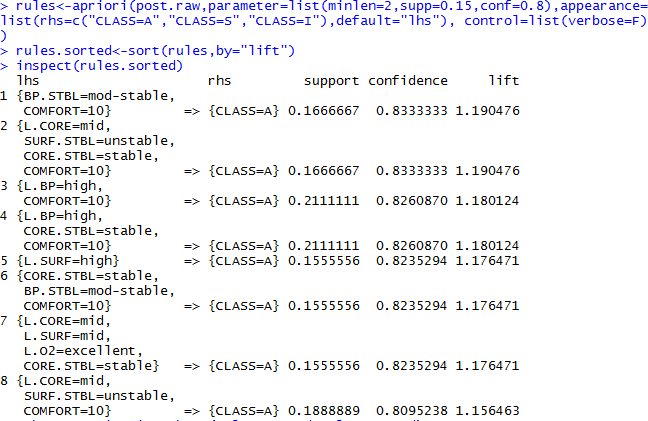 > rules<-apriori(post.raw,parameter=list(minlen=2,supp=0.15,conf=0.8),appearance=
list(rhs=c("CLASS=A","CLASS=S","CLASS=I"),default="lhs"), control=list(verbose=F)
)
> rules.sorted<-sort(rules,by="lift")
> inspect(rules.sorted)
lhs rhs support confidence lift
1 {BP.STBL=mod-stable,
COMFORT=10} => {CLASS=A} 0.1666667 0.8333333 1.190476
2 {L.CORE=mid,
SURF.STBL=unstable,
CORE.STBL=stable,
COMFORT=10} => {CLASS=A} 0.1666667 0.8333333 1.190476
3 {L.BP=high,
COMFORT=10} => {CLASS=A} 0.2111111 0.8260870 1.180124
4 {L.BP=high,
CORE.STBL=stable,
COMFORT=10} => {CLASS=A} 0.2111111 0.8260870 1.180124
5 {L.SURF=high} => {CLASS=A} 0.1555556 0.8235294 1.176471
6 {CORE.STBL=stable,
BP.STBL=mod-stable,
COMFORT=10} => {CLASS=A} 0.1555556 0.8235294 1.176471
7 {L.CORE=mid,
L.SURF=mid,
L.O2=excellent,
CORE.STBL=stable} => {CLASS=A} 0.1555556 0.8235294 1.176471
8 {L.CORE=mid,
SURF.STBL=unstable,
COMFORT=10} => {CLASS=A} 0.1888889 0.8095238 1.156463